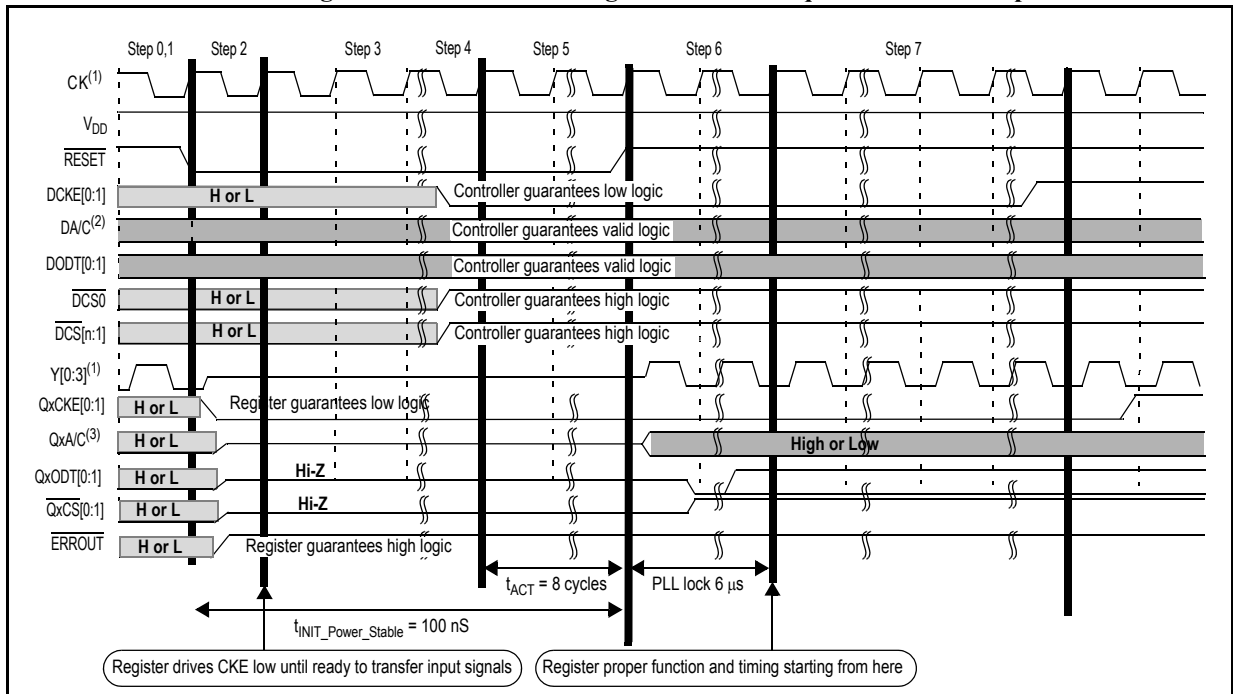 Step 0,1 Step 2 Step 3 Step 4 Step 5 Step 6 Step 7
CK(1)
VDD
RESET
DCKE[0:1] H or L Controller guarantees low logic
DA/C(2) Controller guarantees valid logic
DODT[0:1] Controller guarantees valid logic
DCS0 H or L Controller guarantees high logic
DCS[n:1] H or L Controller guarantees high logic
Y[0:3](1)
QxCKE[0:1] H or L Register guarantees low logic
QxA/C(3) H or L High or Low
QxODT[0:1] H or L Hi-Z
QxCS[0:1] H or L Hi-Z
ERROUT H or L Register guarantees high logic
tACT = 8 cycles PLL lock 6 μs
tINIT_Power_Stable = 100 nS
Register drives CKE low until ready to transfer input signals Register proper function and timing starting from here